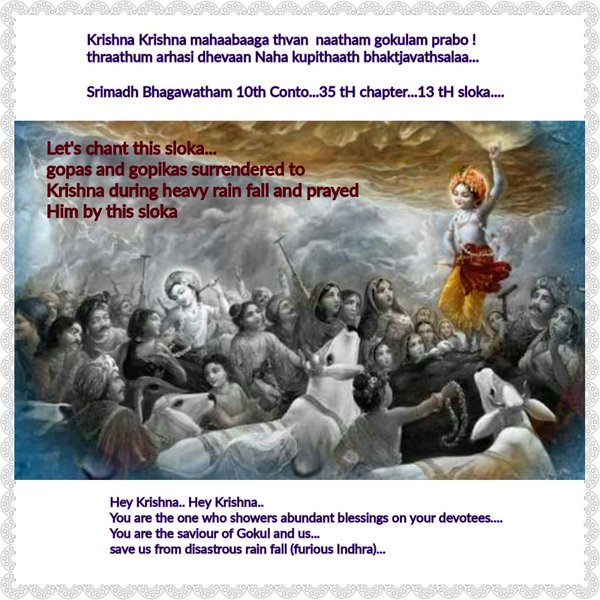 Krishna Krishna mahaabaaga thvan naatham gokulam prabo !
thraathum arhasi dhevaan Naha kupithaath bhaktjavathsalaa...
Srimadh Bhagawatham 10th Conto...35 tH chapter...13 tH sloka....
Let's chant this sloka...
gopas and gopikas surrendered to
Krishna during heavy rain fall and prayed
Him by this sloka
Hey Krishna.. Hey Krishna..
You are the one who showers abundant blessings on your devotees....
You are the saviour of Gokul and us...
save us from disastrous rain fall (furious Indhra)...